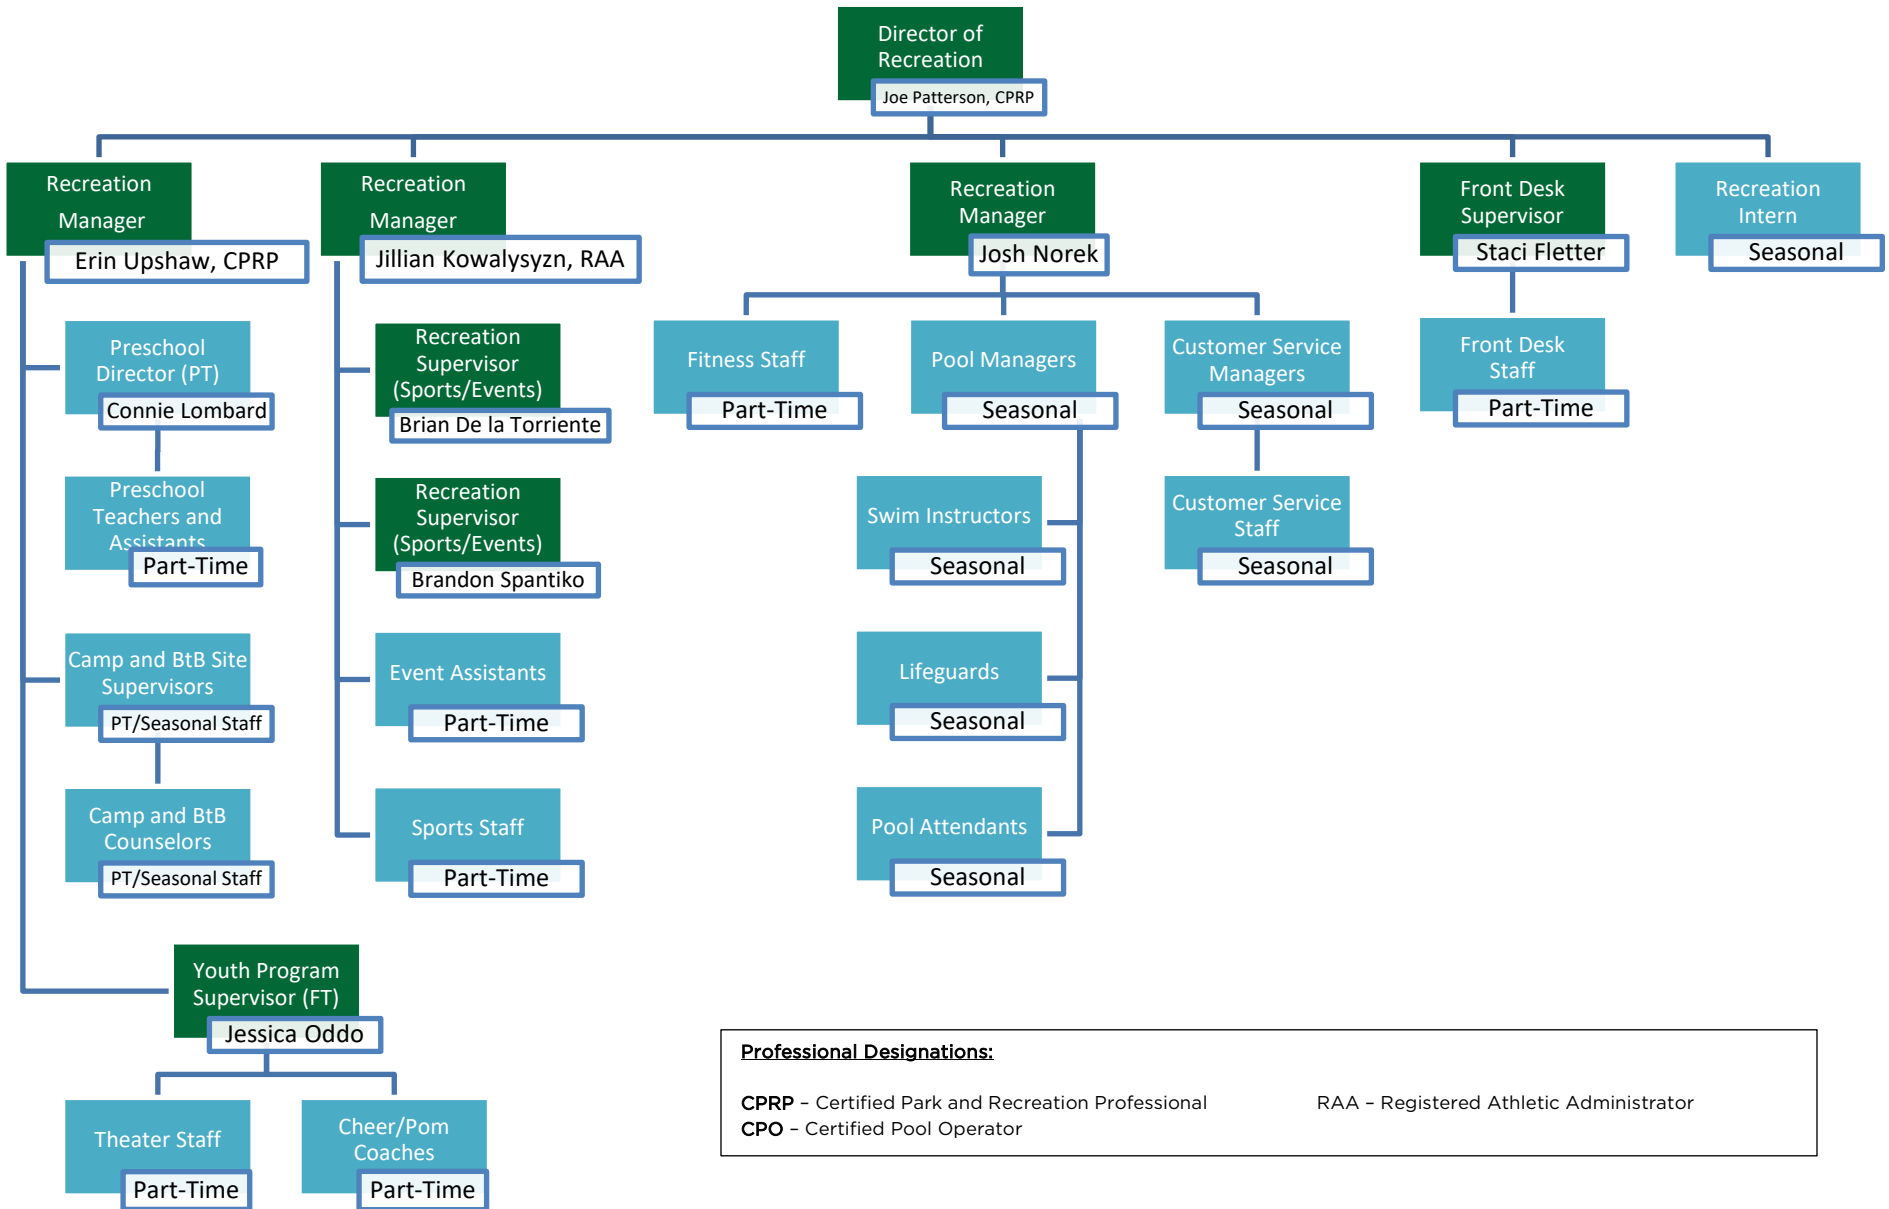 Director of
Recreation
Joe Patterson, CPRP
Recreation
Manager
Erin Upshaw, CPRP
Recreation
Manager
Jillian Kowalysyzn, RAA
Recreation
Manager
Josh Norek
Front Desk
Supervisor
Staci Fletter
Recreation
Intern
Seasonal
Preschool
Director (PT)
Connie Lombard
Preschool
Teachers and
Assistants
Part-Time
Camp and BtB Site
Supervisors
PT/Seasonal Staff
Camp and BtB
Counselors
PT/Seasonal Staff
Youth Program
Supervisor (FT)
Jessica Oddo
Theater Staff
Part-Time
Cheer/Pom
Coaches
Part-Time
Recreation
Supervisor
(Sports/Events)
Brian De la Torriente
Recreation
Supervisor
(Sports/Events)
Brandon Spantiko
Event Assistants
Part-Time
Sports Staff
Part-Time
Fitness Staff
Part-Time
Pool Managers
Seasonal
Swim Instructors
Seasonal
Lifeguards
Seasonal
Pool Attendants
Seasonal
Customer Service
Managers
Seasonal
Customer Service
Staff
Seasonal
Front Desk
Staff
Part-Time
Professional Designations:
CPRP – Certified Park and Recreation Professional
RAA – Registered Athletic Administrator
CPO – Certified Pool Operator